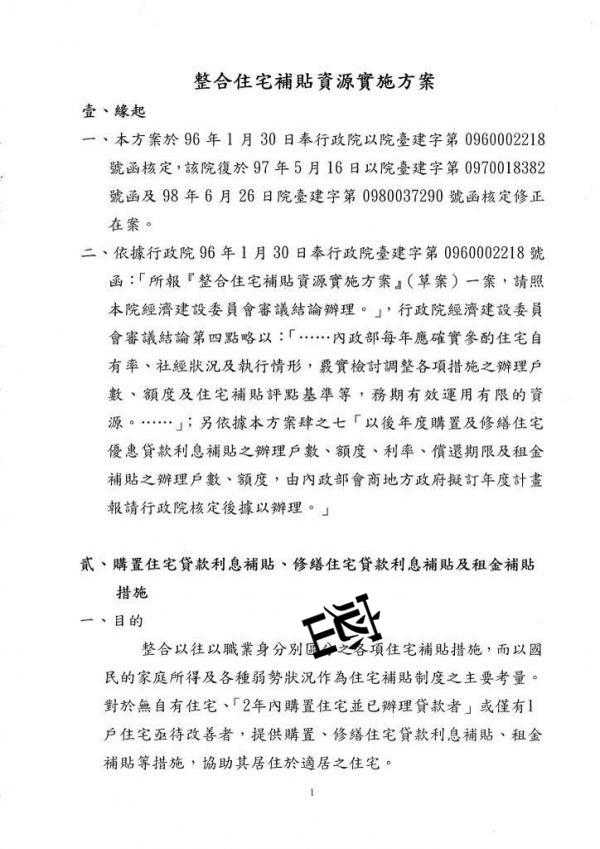 整合住宅補貼資源實施方案
壹、緣起
一、本方案於 96 年 1 月 30 日奉行政院以院臺建字第 0960002218
號函核定，該院復於 97 年 5 月 16 日以院臺建字第 0970018382
號函及 98 年 6 月 26 日院臺建字第 0980037290 號函核定修正
在案。
二、依據行政院 96 年 1 月 30 日奉行政院臺建字第 0960002218 號
函：「所報『整合住宅補貼資源實施方案』（草案）一案，請照
本院經濟建設委員會審議結論辦理。」，行政院經濟建設委員
會審議結論第四點略以：「⋯⋯內政部每年應確實參酌住宅自
有率、社經狀況及執行情形，覈實檢討調整各項措施之辦理戶
數、額度及住宅補貼評點基準等，務期有效運用有限的資
源。⋯⋯」；另依據本方案肆之七「以後年度購置及修繕住宅
優惠貸款利息補貼之辦理戶數、額度、利率、償還期限及租金
補貼之辦理戶數、額度，由內政部會商地方政府擬訂年度計畫
報請行政院核定後據以辦理。」
貳、購置住宅貸款利息補貼、修繕住宅貸款利息補貼及租金補貼
措施
一、目的
整合以往以職業身分別區分之各項住宅補貼措施，而以國
民的家庭所得及各種弱勢狀況作為住宅補貼制度之主要考量。
對於無自有住宅、「2年內購置住宅並已辦理貸款者」或僅有1
戶住宅亟待改善者，提供購置、修繕住宅貸款利息補貼、租金
補貼等措施，協助其居住於適居之住宅。
1